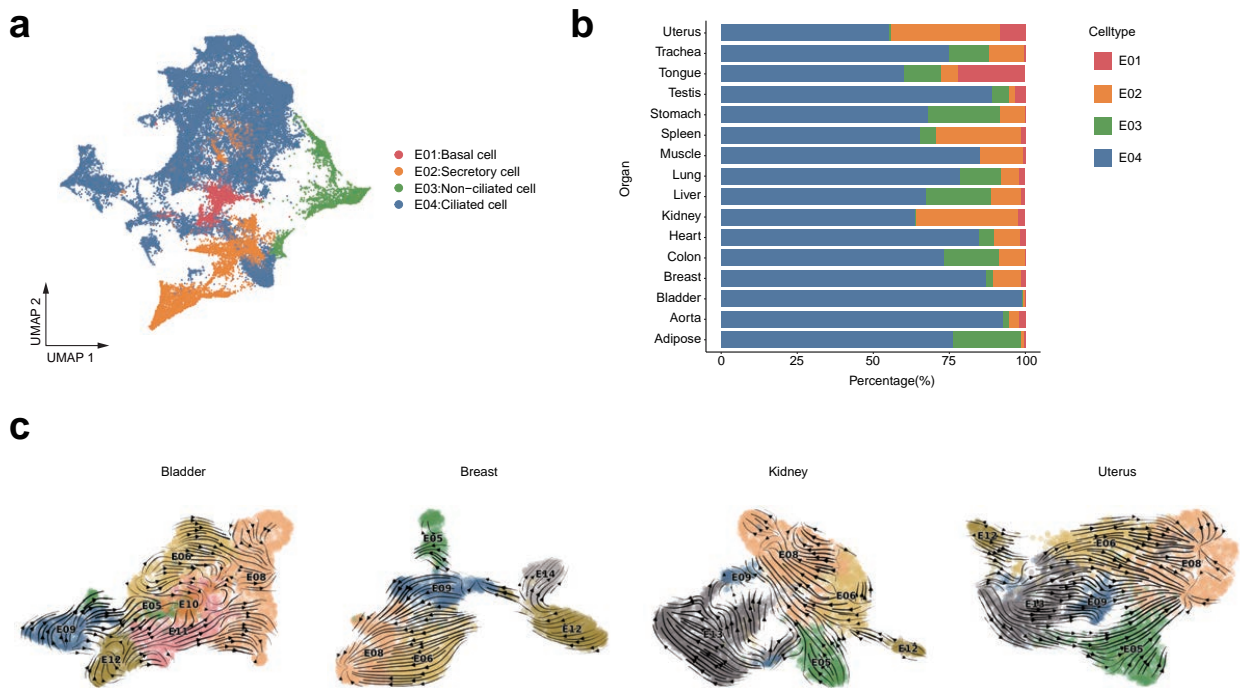 a
E01:Basal cell
E02:Secretory cell
E03:Non-ciliated cell
E04:Ciliated cell
UMAP 2
UMAP 1
b
Organ
Uterus
Trachea
Tongue
Testis
Stomach
Spleen
Muscle
Lung
Liver
Kidney
Heart
Colon
Breast
Bladder
Aorta
Adipose
0 25 50 75 100
Percentage(%)
Celltype
E01
E02
E03
E04
c
Bladder
E06
E08
E05
E10
E09
E11
E12
Breast
E05
E14
E09
E12
E08
E06
Kidney
E08
E09
E06
E13
E12
E05
Uterus
E12
E06
E08
E09
E05